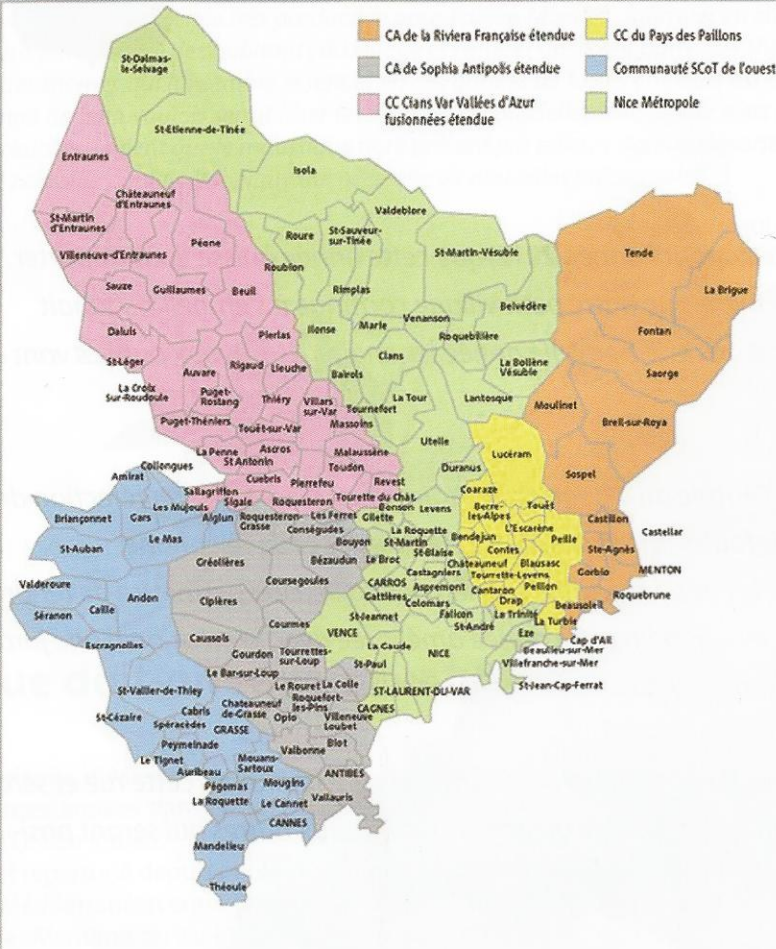 CA de la Riviera Française étendue
CA de Sophia Antipolis étendue
CC Cians Var Vallées d'Azur
fusionnées étendue
CC du Pays des Paillons
Communauté SCoT de l'ouest
Nice Métropole
St-Dalmas-
le-Selvage
St-Etienne-de-Tinée
Entraunes
Isola
Châteauneuf
d'Entraunes
Valdeblore
St-Martin
d'Entraunes
Péone
Roure
St-Sauveur-
sur-Tinée
St-Martin-Vésubie
Tende
Villeneuve-d'Entraunes
Roubion
Sauze
Guillaumes
Beuil
Rimplas
La Brigue
Belvédère
Daluis
Pierlas
Ilonse
Marie
Venanson
Roquebillère
Fontan
St-Léger
Auvare
Rigaud
Lieuche
Bairols
Clans
La Bollène
Vésubie
Saorge
La Croix
Sur-Roudoule
Puget-
Rostang
Thiéry
Villars
sur-Var
Tournefort
La Tour
Lantosque
Moulinet
Puget-Théniers
Touët-sur-Var
Massoins
Breil-sur-Roya
La Penne
Ascros
Malaussène
Utelle
Lucéram
Collongues
St Antonin
Toudon
Duranus
Sospel
Amirat
Cuebris
Pierrefeu
Revest
Coaraze
Sallagriffon
Sigale
Roquesteron
Tourette du Chât.
Les Mujouls
Bonson
Levens
Berre-
les-Alpes
Touët
Briançonnet
Gars
Aiglun
Roquesteron-
Grasse
Les Ferres
Gilette
L'Escarène
Castillon
Conségudes
La Roquette
St-Martin
Bendejun
Peille
Castellar
St-Auban
Le Mas
Bouyon
St-Blaise
Contes
Ste-Agnès
Gréolières
Bézaudun
Le Broc
Châteauneuf
Blausasc
Castagniers
Tourrette-Levens
Gorbio
MENTON
Valderoure
Andon
Coursegoules
CARROS
Aspremont
Cantaron
Peillon
Gattières
Colomars
Drap
Beausoleil
Roquebrune
Séranon
Caille
Cipières
Courmes
St-Jeannet
Falicon
La Trinité
La Turbie
St-André
Escragnolles
Caussols
VENCE
Eze
Cap d'Ail
Gourdon
Tourrettes-
sur-Loup
La Gaude
NICE
Beaulieu-sur-Mer
St-Paul
Villefranche-sur-Mer
Le Bar-sur-Loup
St-Vallier-de-Thiey
Le Rouret
La Colle
ST-LAURENT-DU-VAR
St-Jean-Cap-Ferrat
Roquefort-
les-Pins
Chateauneuf
de-Grasse
CAGNES
St-Cézaire
Cabris
Opio
Villeneuve
Loubet
Spéracèdes
GRASSE
Peymeinade
Valbonne
Biot
Le Tignet
Mouans-
Sartoux
Auribeau
ANTIBES
Pégomas
Mougins
La Roquette
Le Cannet
Vallauris
CANNES
Mandelieu
Théoule